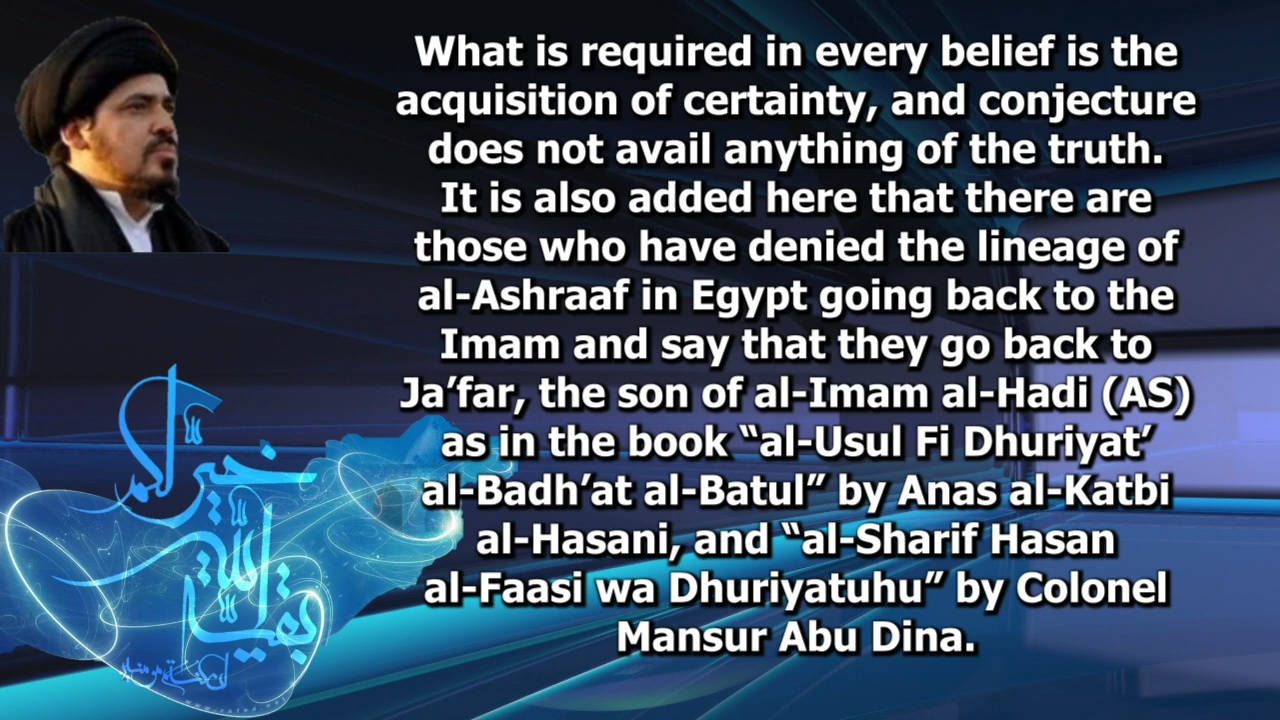 What is required in every belief is the
acquisition of certainty, and conjecture
does not avail anything of the truth.
It is also added here that there are
those who have denied the lineage of
al-Ashraaf in Egypt going back to the
Imam and say that they go back to
Ja’far, the son of al-Imam al-Hadi (AS)
as in the book “al-Usul Fi Dhuriyat’
al-Badh’at al-Batul” by Anas al-Katbi
al-Hasani, and “al-Sharif Hasan
al-Faasi wa Dhuriyatuhu” by Colonel
Mansur Abu Dina.
بقية الله
خير لكم